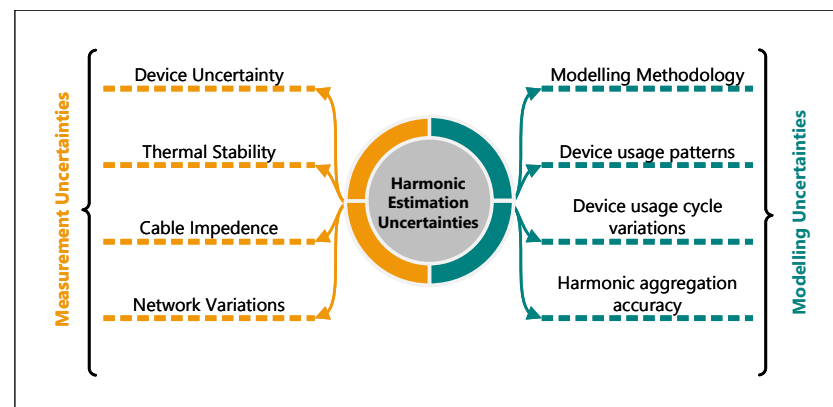 Measurement Uncertainties
Device Uncertainty
Thermal Stability
Cable Impedence
Network Variations
Harmonic
Estimation
Uncertainties
Modelling Methodology
Device usage patterns
Device usage cycle
variations
Harmonic aggregation
accuracy
Modelling Uncertainties